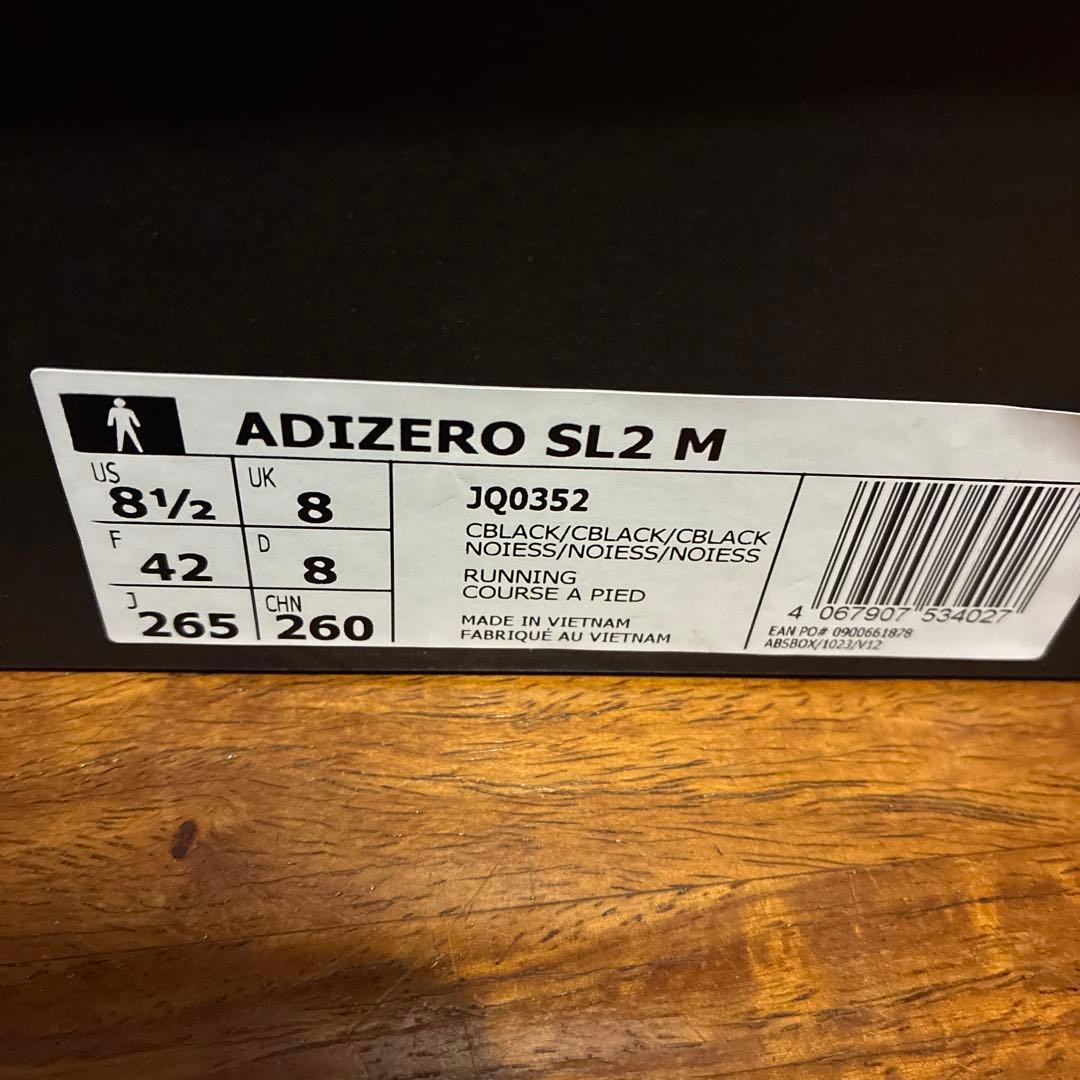 ADIZERO SL2 M
US 8½
UK 8
F 42
D 8
J 265
CHN 260
JQ0352
CBLACK/CBLACK/CBLACK
NOIESS/NOIESS/NOIESS
RUNNING
COURSE A PIED
MADE IN VIETNAM
FABRIQUÉ AU VIETNAM
4 067907 534027
EAN PO# 0900661878
ABSBOX/1023/V12